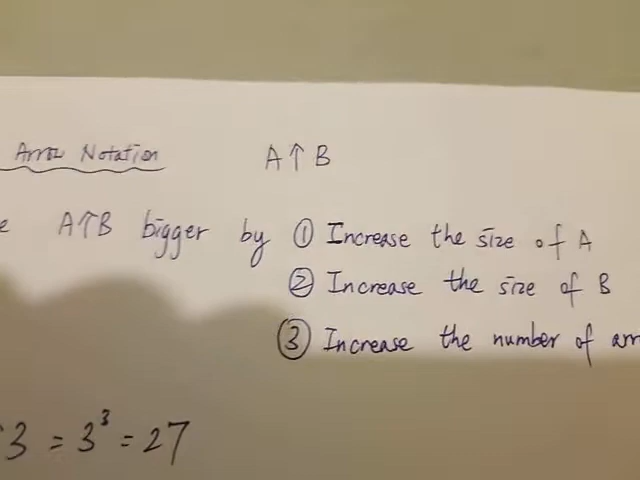 Arrow Notation A↑B
A↑B bigger by ① Increase the size of A
② Increase the size of B
③ Increase the number of
3 = 3³ = 27